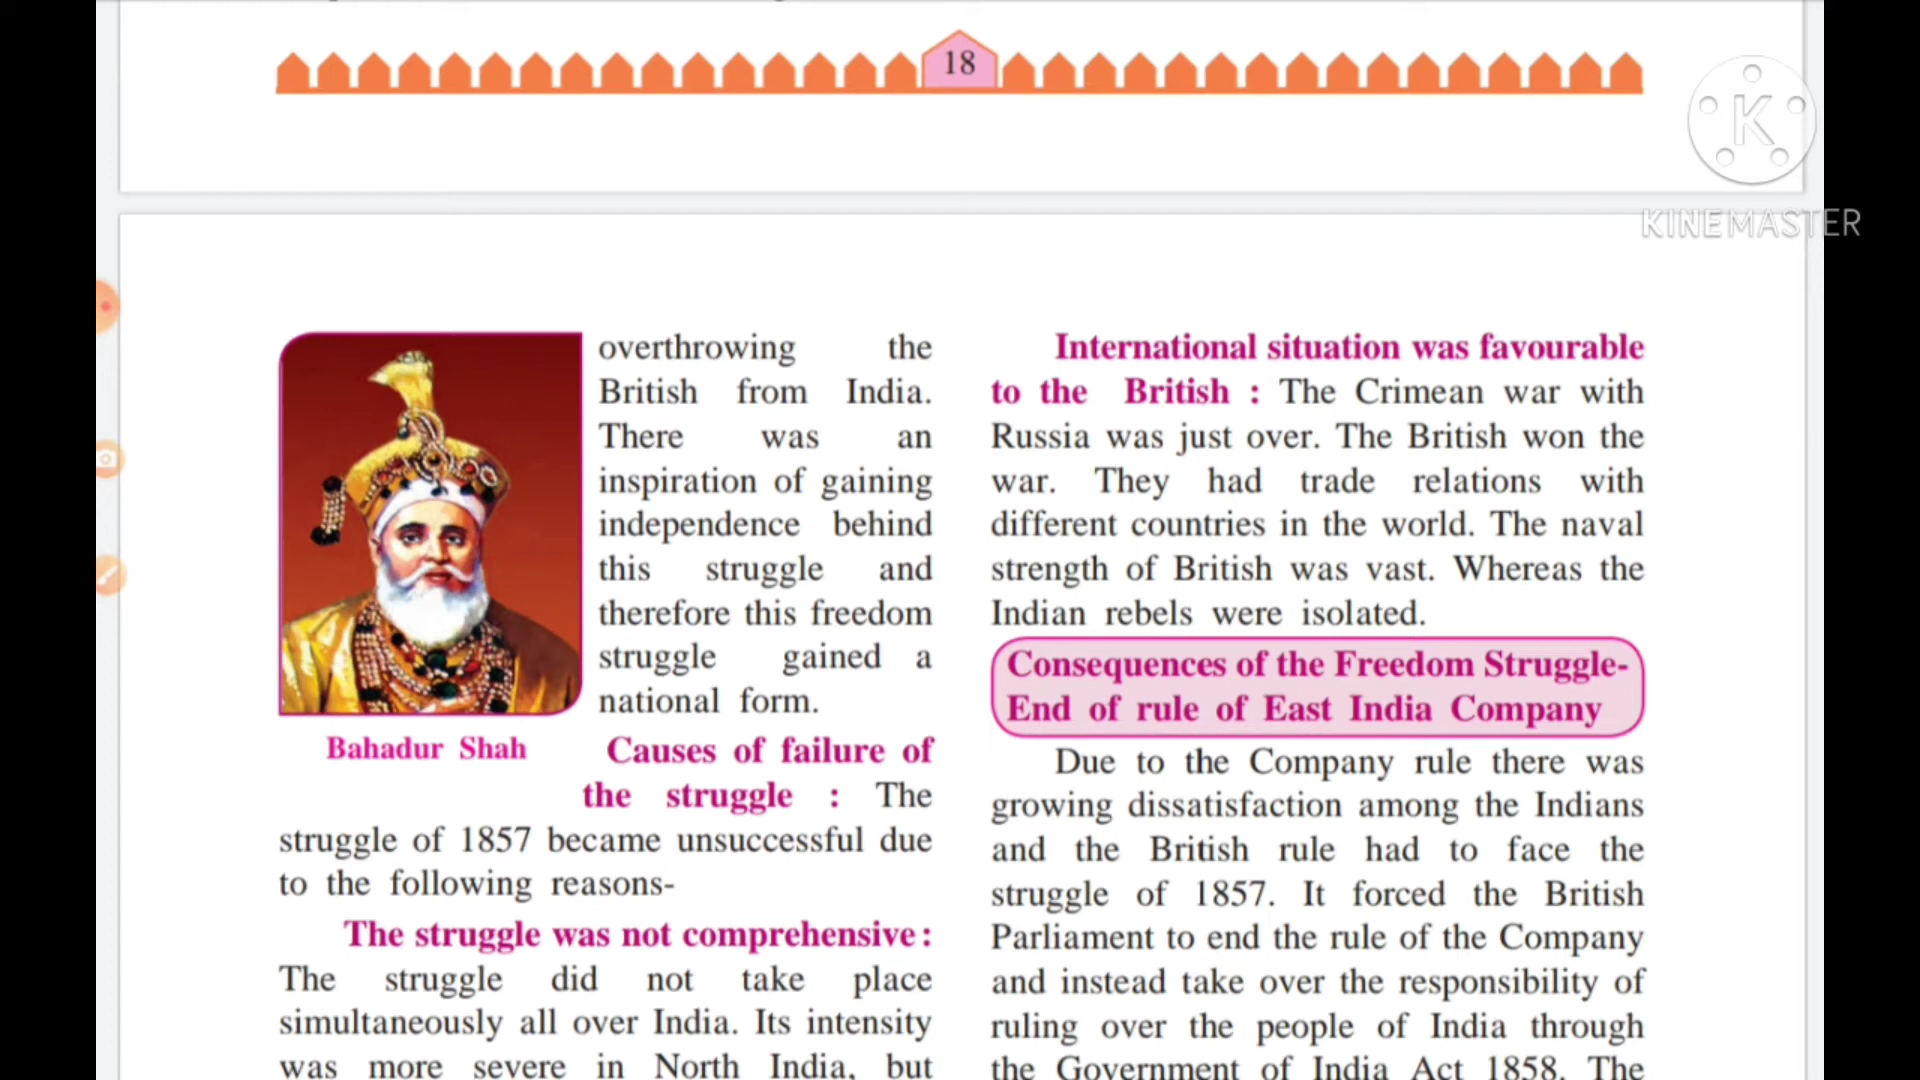 18
K
KINEMASTER
overthrowing the
British from India.
There was an
inspiration of gaining
independence behind
this struggle and
therefore this freedom
struggle gained a
national form.
Bahadur Shah
Causes of failure of
the struggle : The
struggle of 1857 became unsuccessful due
to the following reasons-
The struggle was not comprehensive :
The struggle did not take place
simultaneously all over India. Its intensity
was more severe in North India, but
International situation was favourable
to the British : The Crimean war with
Russia was just over. The British won the
war. They had trade relations with
different countries in the world. The naval
strength of British was vast. Whereas the
Indian rebels were isolated.
Consequences of the Freedom Struggle-
End of rule of East India Company
Due to the Company rule there was
growing dissatisfaction among the Indians
and the British rule had to face the
struggle of 1857. It forced the British
Parliament to end the rule of the Company
and instead take over the responsibility of
ruling over the people of India through
the Government of India Act 1858. The